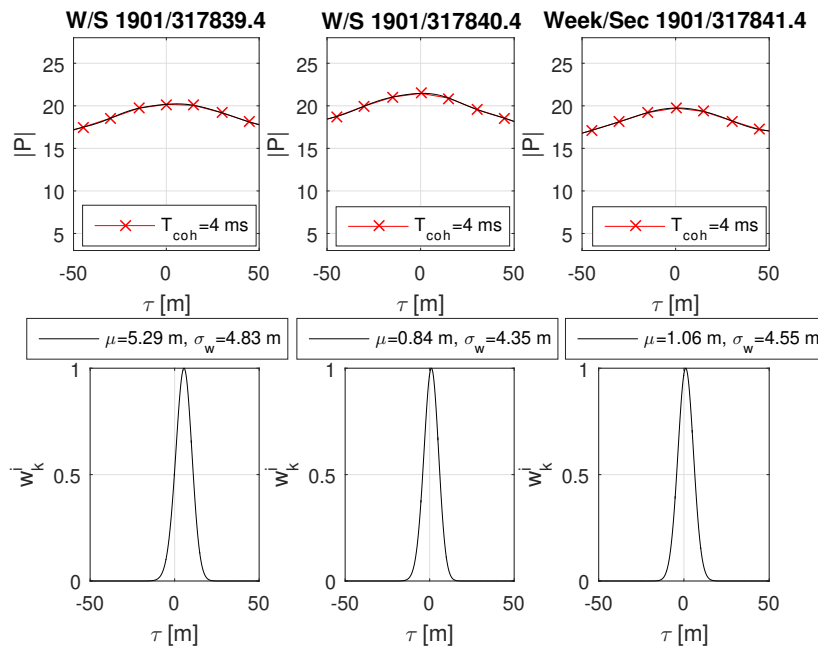 W/S 1901/317839.4
W/S 1901/317840.4
Week/Sec 1901/317841.4
|P|
25
20
15
10
5
T_coh=4 ms
-50 0 50
τ [m]
|P|
25
20
15
10
5
T_coh=4 ms
-50 0 50
τ [m]
|P|
25
20
15
10
5
T_coh=4 ms
-50 0 50
τ [m]
μ=5.29 m, σ_w=4.83 m
μ=0.84 m, σ_w=4.35 m
μ=1.06 m, σ_w=4.55 m
w_k^i
1
0.5
0
-50 0 50
τ [m]
w_k^i
1
0.5
0
-50 0 50
τ [m]
w_k^i
1
0.5
0
-50 0 50
τ [m]